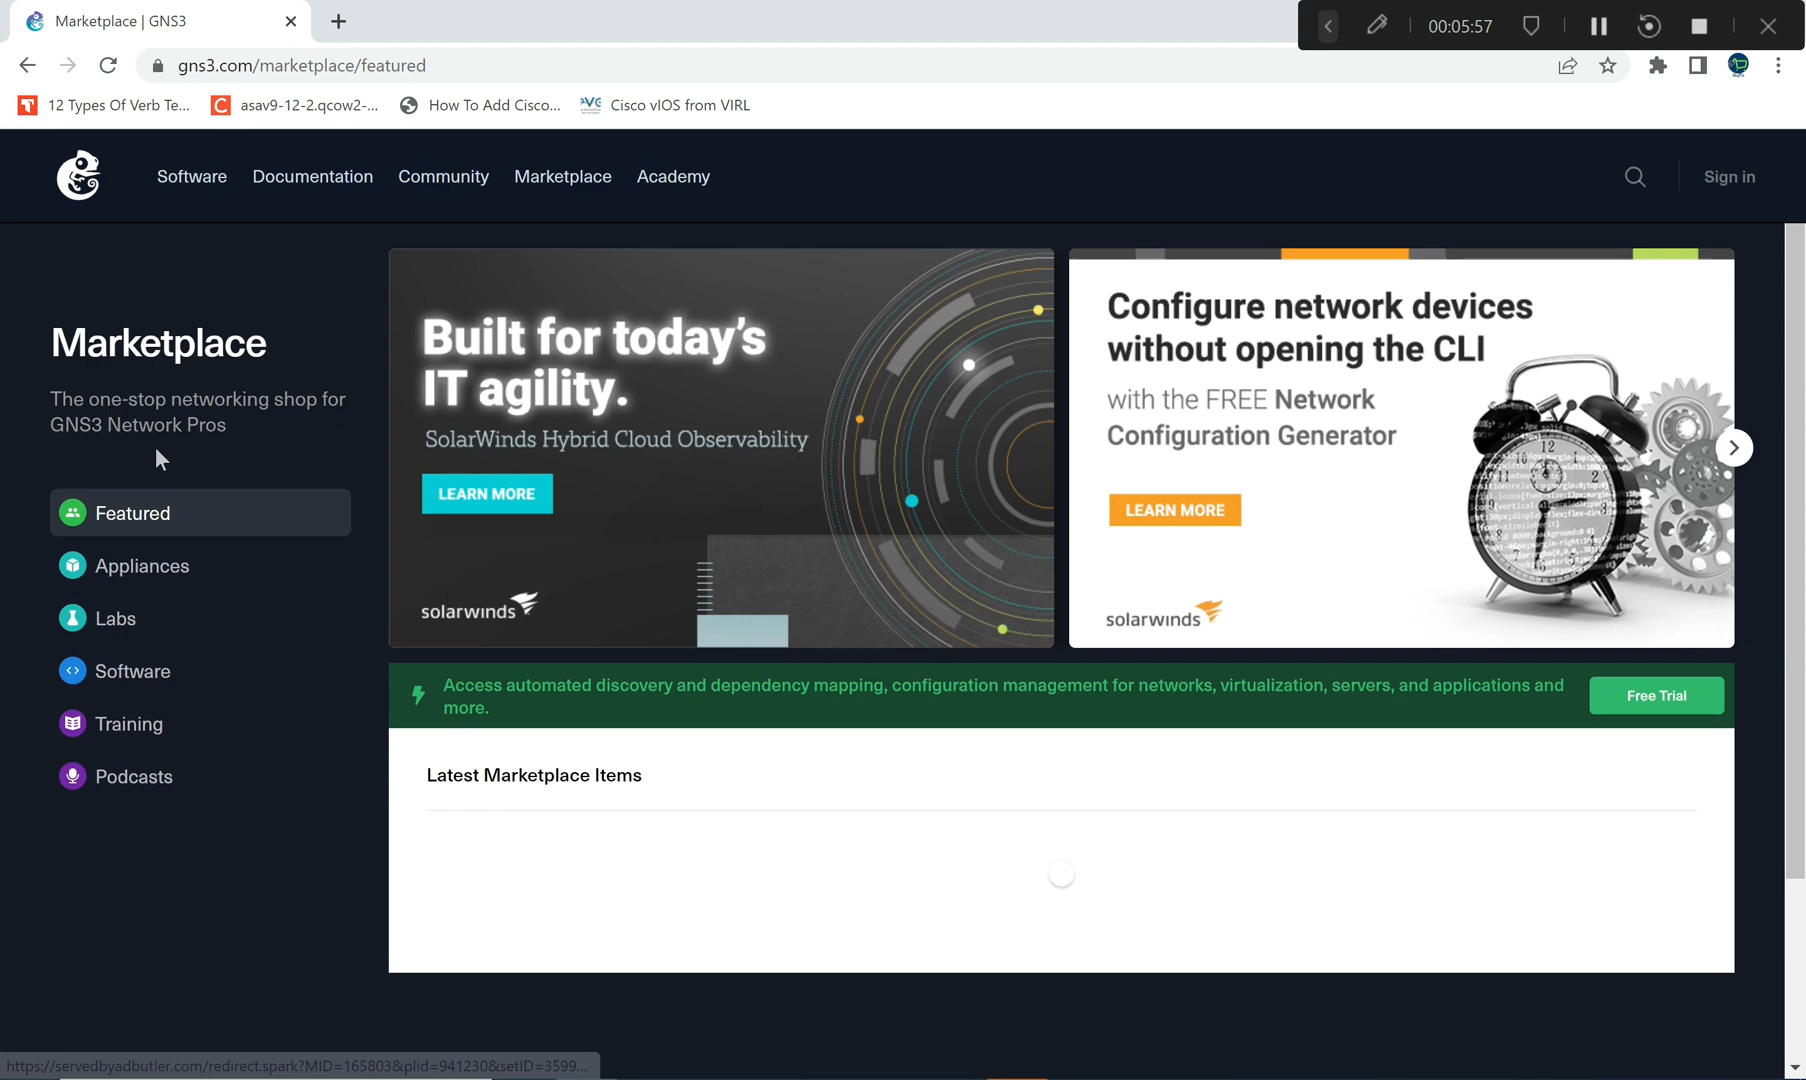 Marketplace | GNS3
00:05:57
gns3.com/marketplace/featured
12 Types Of Verb Te...
asav9-12-2.qcow2-...
How To Add Cisco...
Cisco vIOS from VIRL
Software
Documentation
Community
Marketplace
Academy
Sign in
Marketplace
The one-stop networking shop for
GNS3 Network Pros
Featured
Appliances
Labs
Software
Training
Podcasts
Built for today's
IT agility.
SolarWinds Hybrid Cloud Observability
LEARN MORE
solarwinds
Configure network devices
without opening the CLI
with the FREE Network
Configuration Generator
LEARN MORE
solarwinds
Access automated discovery and dependency mapping, configuration management for networks, virtualization, servers, and applications and
more.
Free Trial
Latest Marketplace Items
https://servedbyadbutler.com/redirect.spark?MID=165803&plid=941230&setID=3599...